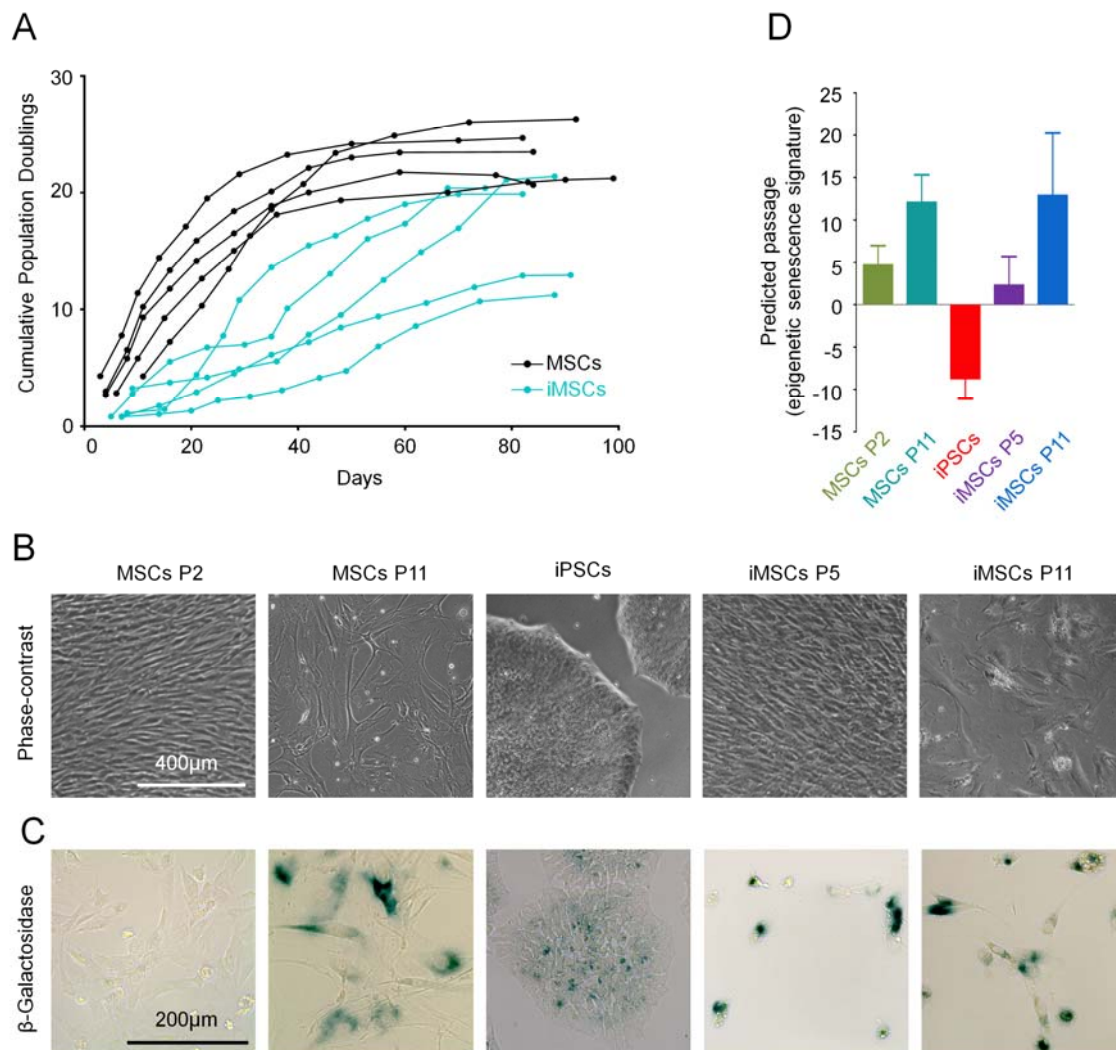 A
30
20
10
0
Cumulative Population Doublings
0 20 40 60 80 100
Days
MSCs
iMSCs
D
25
20
15
10
5
0
-5
-10
-15
Predicted passage
(epigenetic senescence signature)
MSCs P2
MSCs P11
iPSCs
iMSCs P5
iMSCs P11
B
MSCs P2 MSCs P11 iPSCs iMSCs P5 iMSCs P11
Phase-contrast
400µm
C
β-Galactosidase
200µm